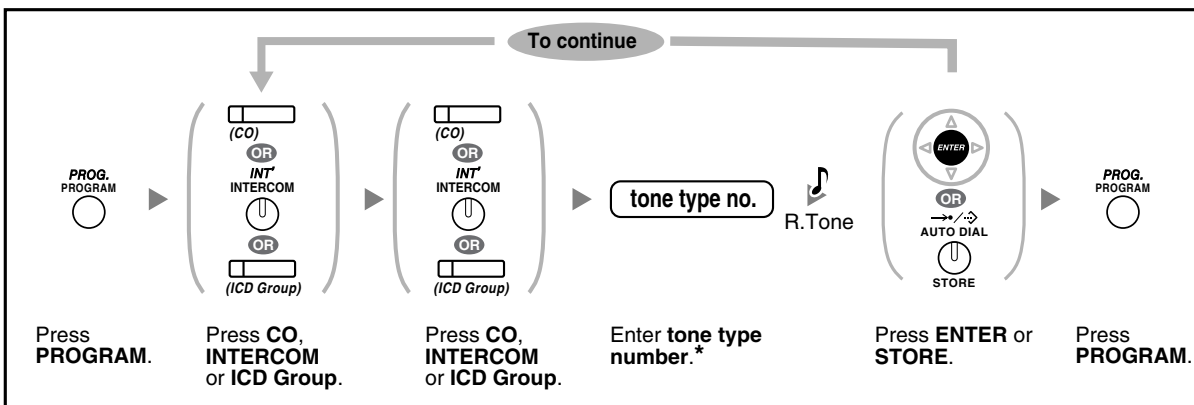 To continue
PROG.
PROGRAM
(CO)
OR
INT'
INTERCOM
OR
(ICD Group)
(CO)
OR
INT'
INTERCOM
OR
(ICD Group)
tone type no.
R.Tone
ENTER
OR
AUTO DIAL
STORE
PROG.
PROGRAM
Press
PROGRAM.
Press CO,
INTERCOM
or ICD Group.
Press CO,
INTERCOM
or ICD Group.
Enter tone type
number.*
Press ENTER or
STORE.
Press
PROGRAM.